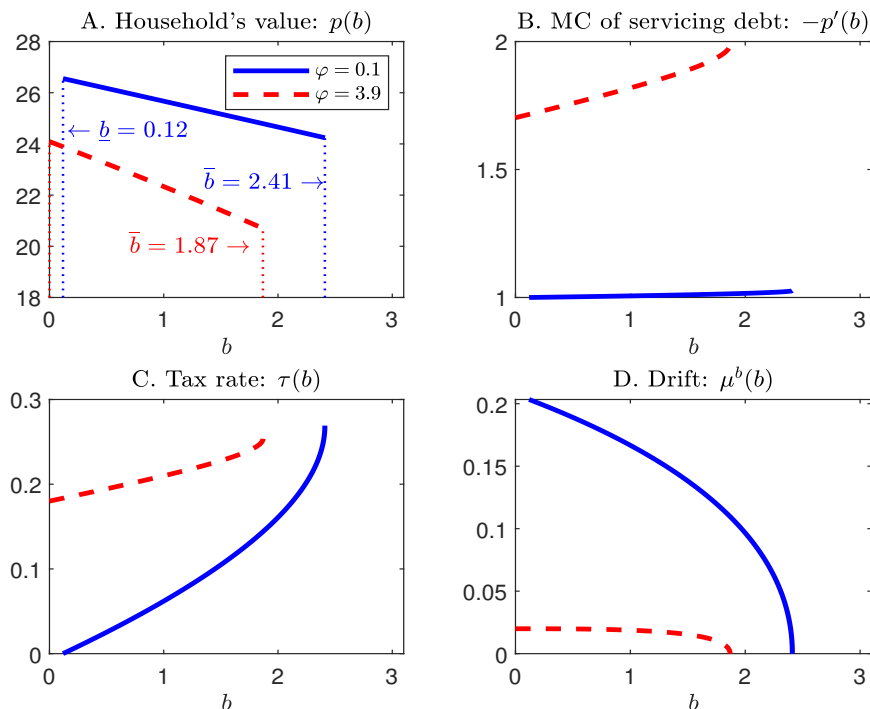 A. Household's value: p(b)
28
26
24
22
20
18
φ = 0.1
φ = 3.9
← b̲ = 0.12
b̅ = 2.41 →
b̅ = 1.87 →
0 1 2 3
b
B. MC of servicing debt: −p′(b)
2
1.5
1
0 1 2 3
b
C. Tax rate: τ(b)
0.3
0.2
0.1
0
0 1 2 3
b
D. Drift: μᵇ(b)
0.2
0.15
0.1
0.05
0
0 1 2 3
b